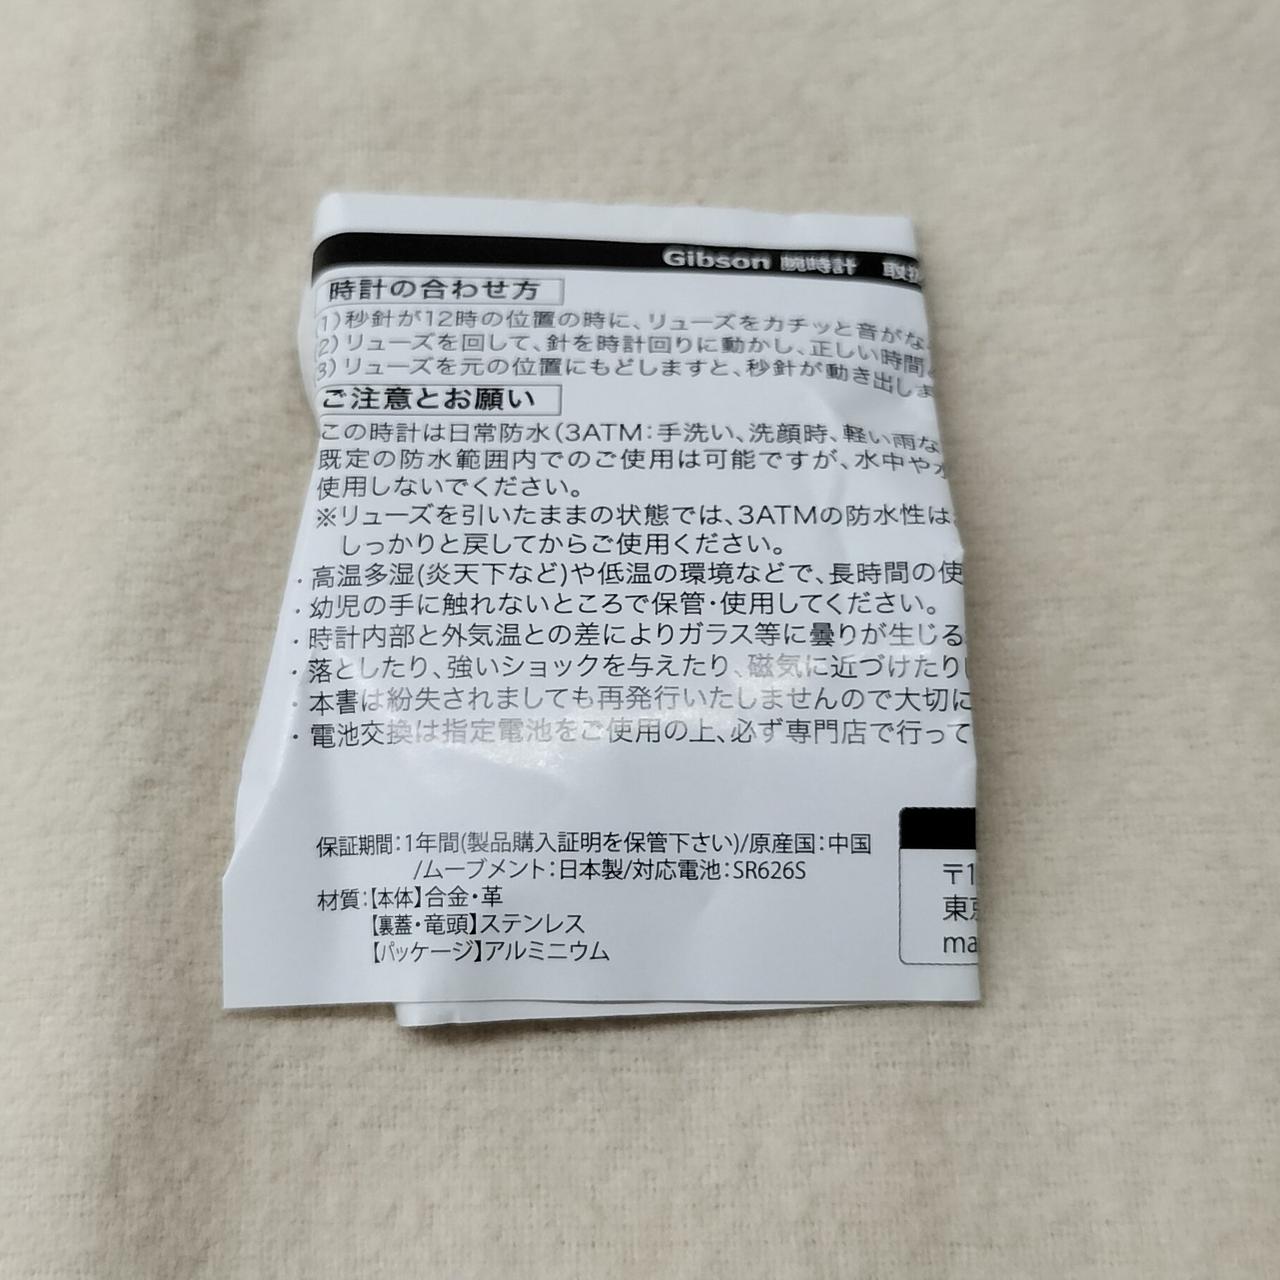 Gibson 腕時計 取扱
時計の合わせ方
(1)秒針が12時の位置の時に、リューズをカチッと音がな
(2)リューズを回して、針を時計回りに動かし、正しい時間
(3)リューズを元の位置にもどしますと、秒針が動き出しま
ご注意とお願い
この時計は日常防水(3ATM:手洗い、洗顔時、軽い雨な
既定の防水範囲内でのご使用は可能ですが、水中や水
使用しないでください。
※リューズを引いたままの状態では、3ATMの防水性は、
しっかりと戻してからご使用ください。
・高温多湿(炎天下など)や低温の環境などで、長時間の使
・幼児の手に触れないところで保管・使用してください。
・時計内部と外気温との差によりガラス等に曇りが生じる
・落としたり、強いショックを与えたり、磁気に近づけたりし
・本書は紛失されましても再発行いたしませんので大切に
・電池交換は指定電池をご使用の上、必ず専門店で行って
保証期間:1年間(製品購入証明を保管下さい)/原産国:中国
/ムーブメント:日本製/対応電池:SR626S
材質:【本体】合金・革
【裏蓋・竜頭】ステンレス
【パッケージ】アルミニウム
〒1
東京
ma